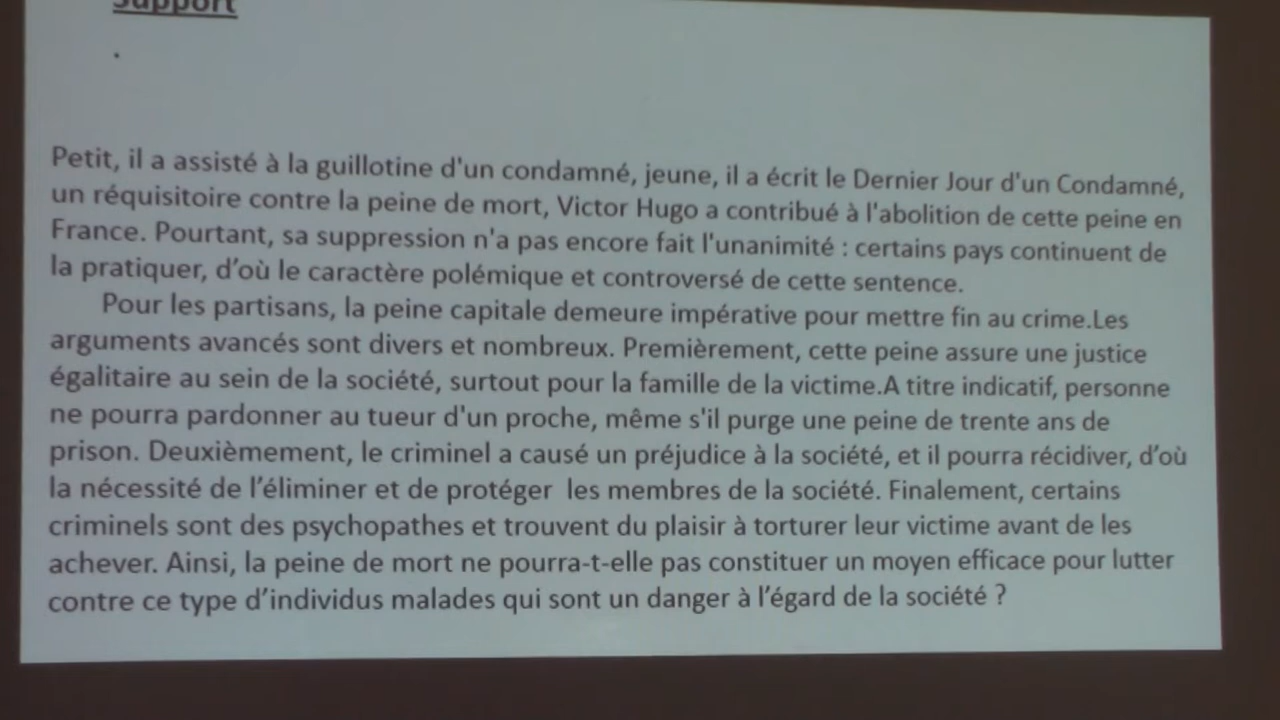 Support
.
Petit, il a assisté à la guillotine d'un condamné, jeune, il a écrit le Dernier Jour d'un Condamné,
un réquisitoire contre la peine de mort, Victor Hugo a contribué à l'abolition de cette peine en
France. Pourtant, sa suppression n'a pas encore fait l'unanimité : certains pays continuent de
la pratiquer, d’où le caractère polémique et controversé de cette sentence.
Pour les partisans, la peine capitale demeure impérative pour mettre fin au crime.Les
arguments avancés sont divers et nombreux. Premièrement, cette peine assure une justice
égalitaire au sein de la société, surtout pour la famille de la victime.A titre indicatif, personne
ne pourra pardonner au tueur d'un proche, même s'il purge une peine de trente ans de
prison. Deuxièmement, le criminel a causé un préjudice à la société, et il pourra récidiver, d’où
la nécessité de l’éliminer et de protéger les membres de la société. Finalement, certains
criminels sont des psychopathes et trouvent du plaisir à torturer leur victime avant de les
achever. Ainsi, la peine de mort ne pourra-t-elle pas constituer un moyen efficace pour lutter
contre ce type d’individus malades qui sont un danger à l’égard de la société ?